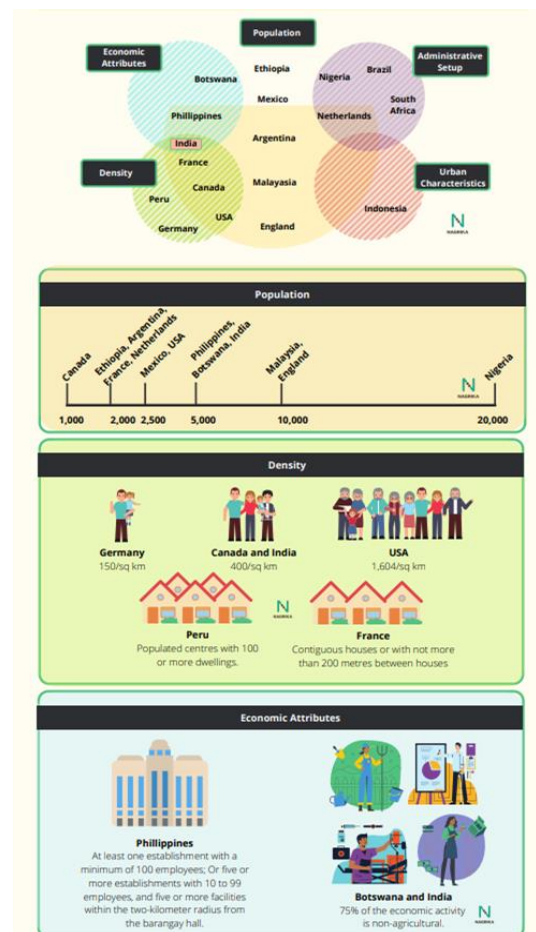 Population
Economic
Attributes
Administrative
Setup
Ethiopia
Botswana
Nigeria
Brazil
Mexico
South
Africa
Phillippines
Netherlands
India
Argentina
France
Density
Canada
Malayasia
Urban
Characteristics
Peru
Indonesia
USA
Germany
England
N
NAGRIKA
Population
Canada
Ethiopia, Argentina,
France, Netherlands
Mexico, USA
Philippines,
Botswana, India
Malaysia,
England
Nigeria
N
NAGRIKA
1,000 2,000 2,500 5,000 10,000 20,000
Density
Germany
150/sq km
Canada and India
400/sq km
USA
1,604/sq km
N
NAGRIKA
Peru
Populated centres with 100
or more dwellings.
France
Contiguous houses or with not more
than 200 metres between houses
Economic Attributes
Phillippines
At least one establishment with a
minimum of 100 employees; Or five or
more establishments with 10 to 99
employees, and five or more facilities
within the two-kilometer radius from
the barangay hall.
Botswana and India
75% of the economic activity
is non-agricultural.
N
NAGRIKA